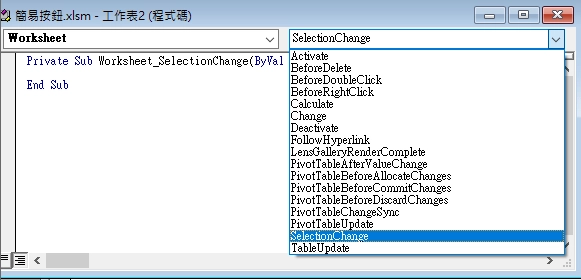 簡易按鈕.xlsm - 工作表2 (程式碼)
Worksheet
SelectionChange
Private Sub Worksheet_SelectionChange(ByVal
End Sub
Activate
BeforeDelete
BeforeDoubleClick
BeforeRightClick
Calculate
Change
Deactivate
FollowHyperlink
LensGalleryRenderComplete
PivotTableAfterValueChange
PivotTableBeforeAllocateChanges
PivotTableBeforeCommitChanges
PivotTableBeforeDiscardChanges
PivotTableChangeSync
PivotTableUpdate
SelectionChange
TableUpdate